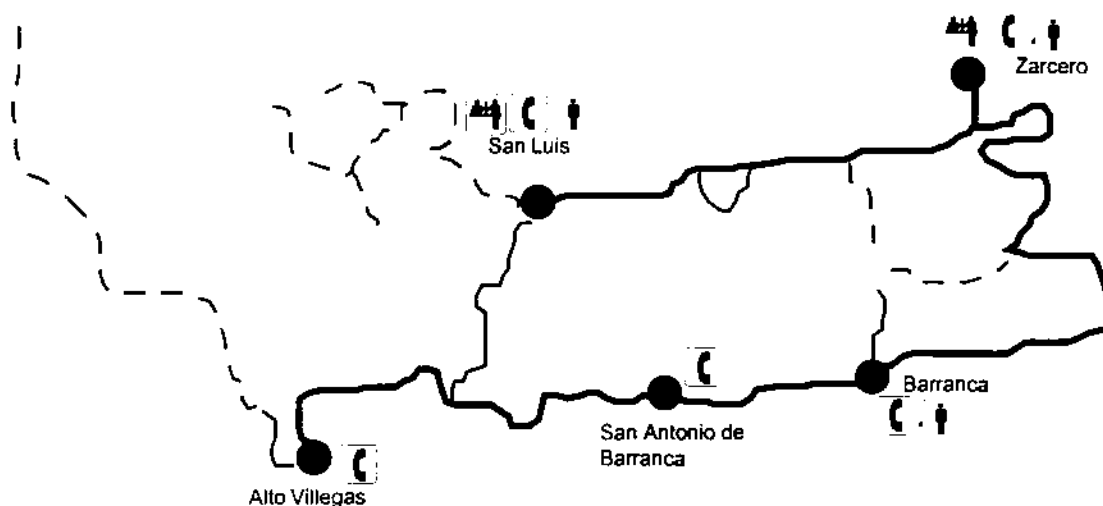 Zarcero
San Luis
Barranca
San Antonio de
Barranca
Alto Villegas